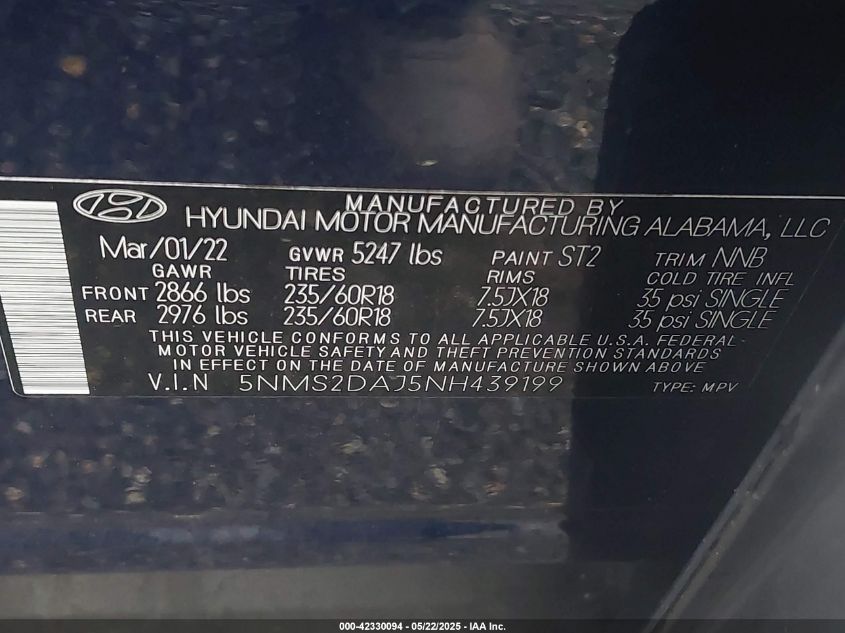 MANUFACTURED BY
HYUNDAI MOTOR MANUFACTURING ALABAMA, LLC
Mar/01/22 GVWR 5247 lbs PAINT ST2 TRIM NNB
GAWR TIRES RIMS COLD TIRE INFL
FRONT 2866 lbs 235/60R18 7.5JX18 35 psi SINGLE
REAR 2976 lbs 235/60R18 7.5JX18 35 psi SINGLE
THIS VEHICLE CONFORMS TO ALL APPLICABLE U.S.A. FEDERAL-
MOTOR VEHICLE SAFETY AND THEFT PREVENTION STANDARDS
IN EFFECT ON THE DATE OF MANUFACTURE SHOWN ABOVE
V.I.N 5NMS2DAJ5NH439199 TYPE: MPV
000-42330094 - 05/22/2025 - IAA Inc.